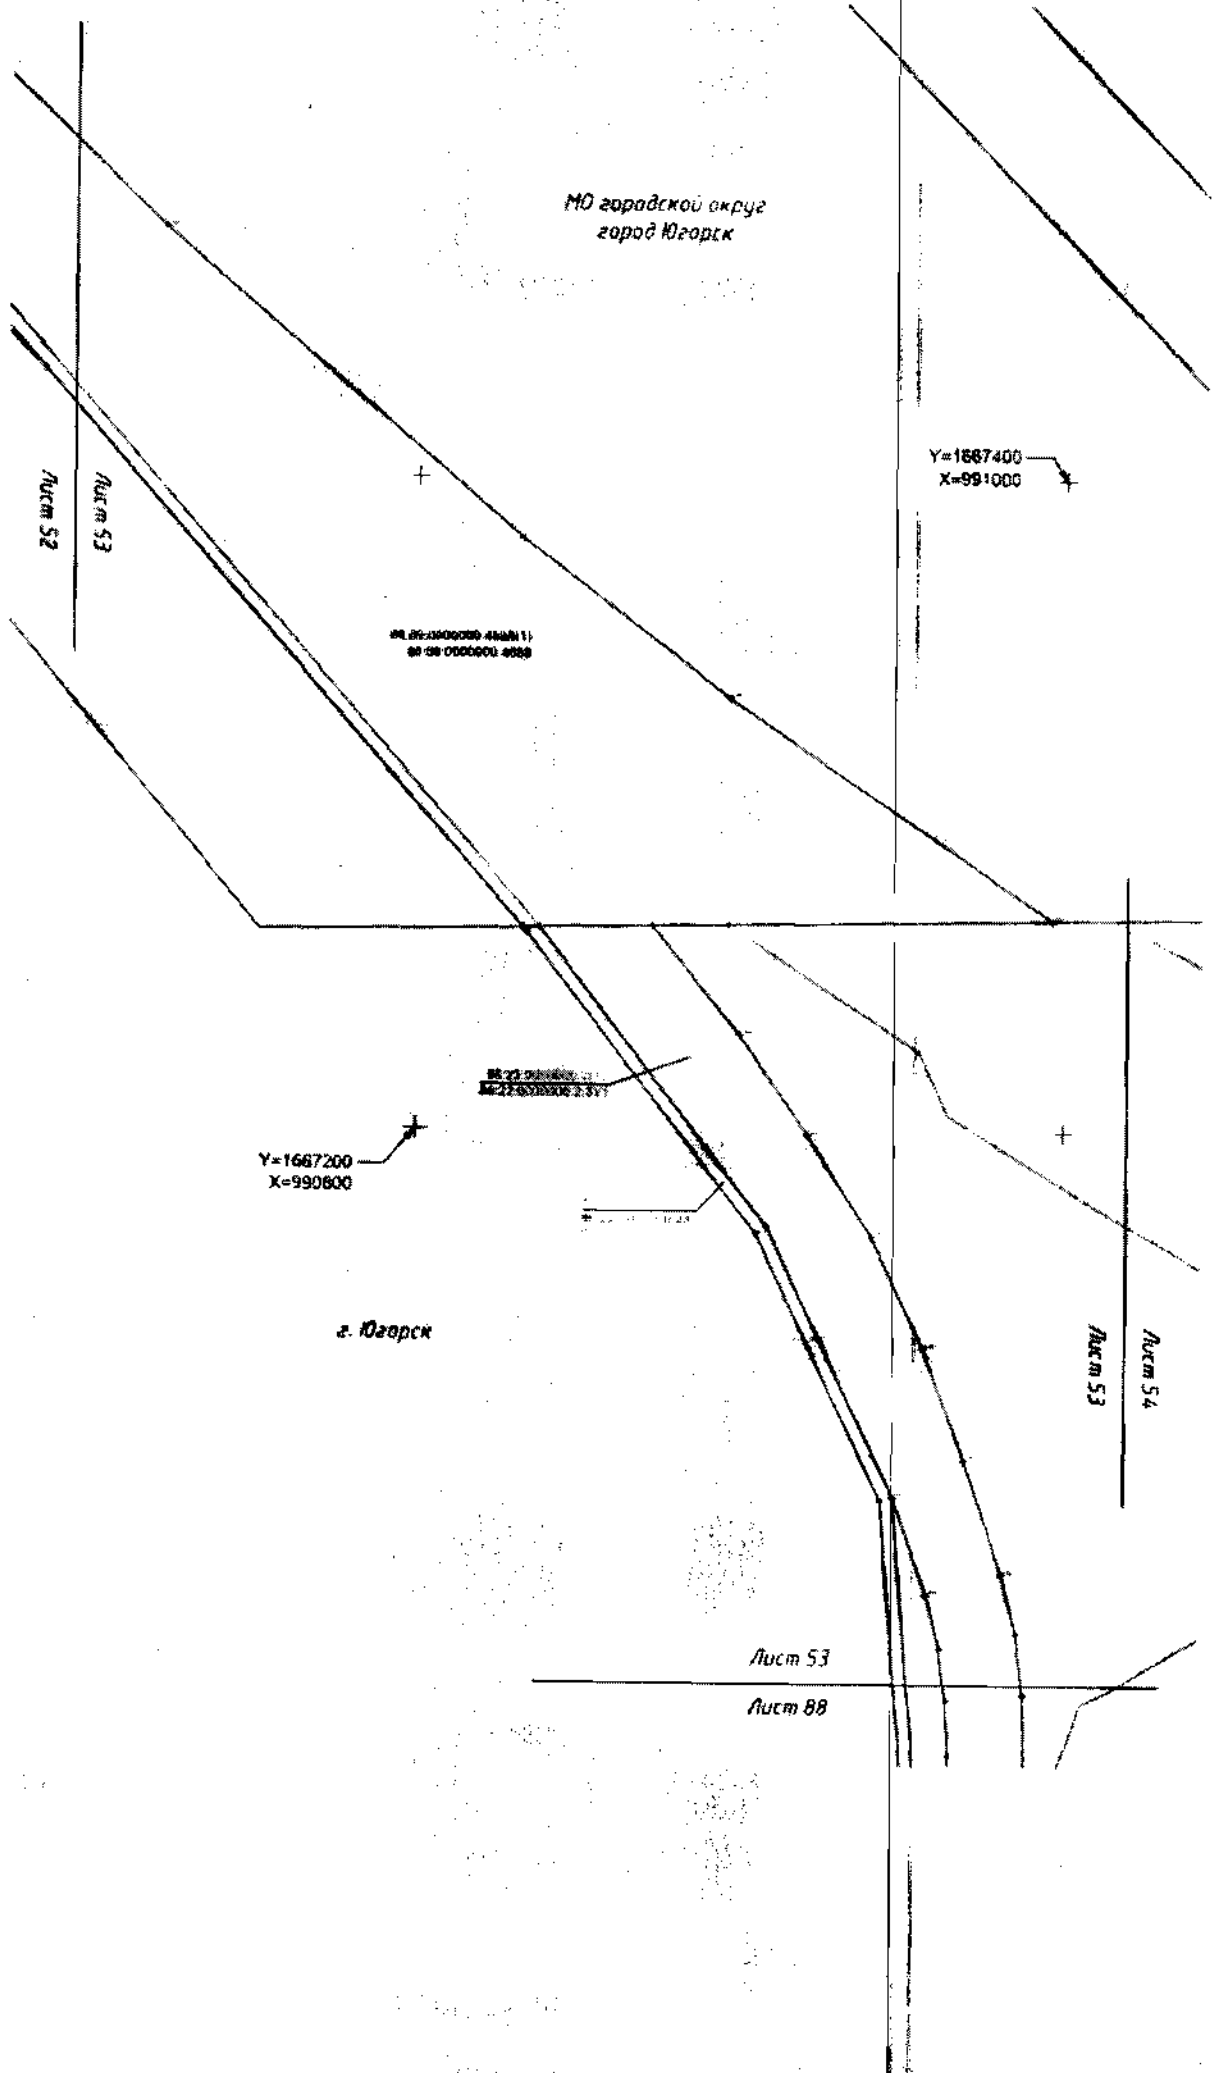 МО городской округ
город Югорск
Y=1667400
X=991000
Лист 53
Лист 52
Y=1667200
X=990800
г. Югорск
Лист 54
Лист 53
Лист 53
Лист 88